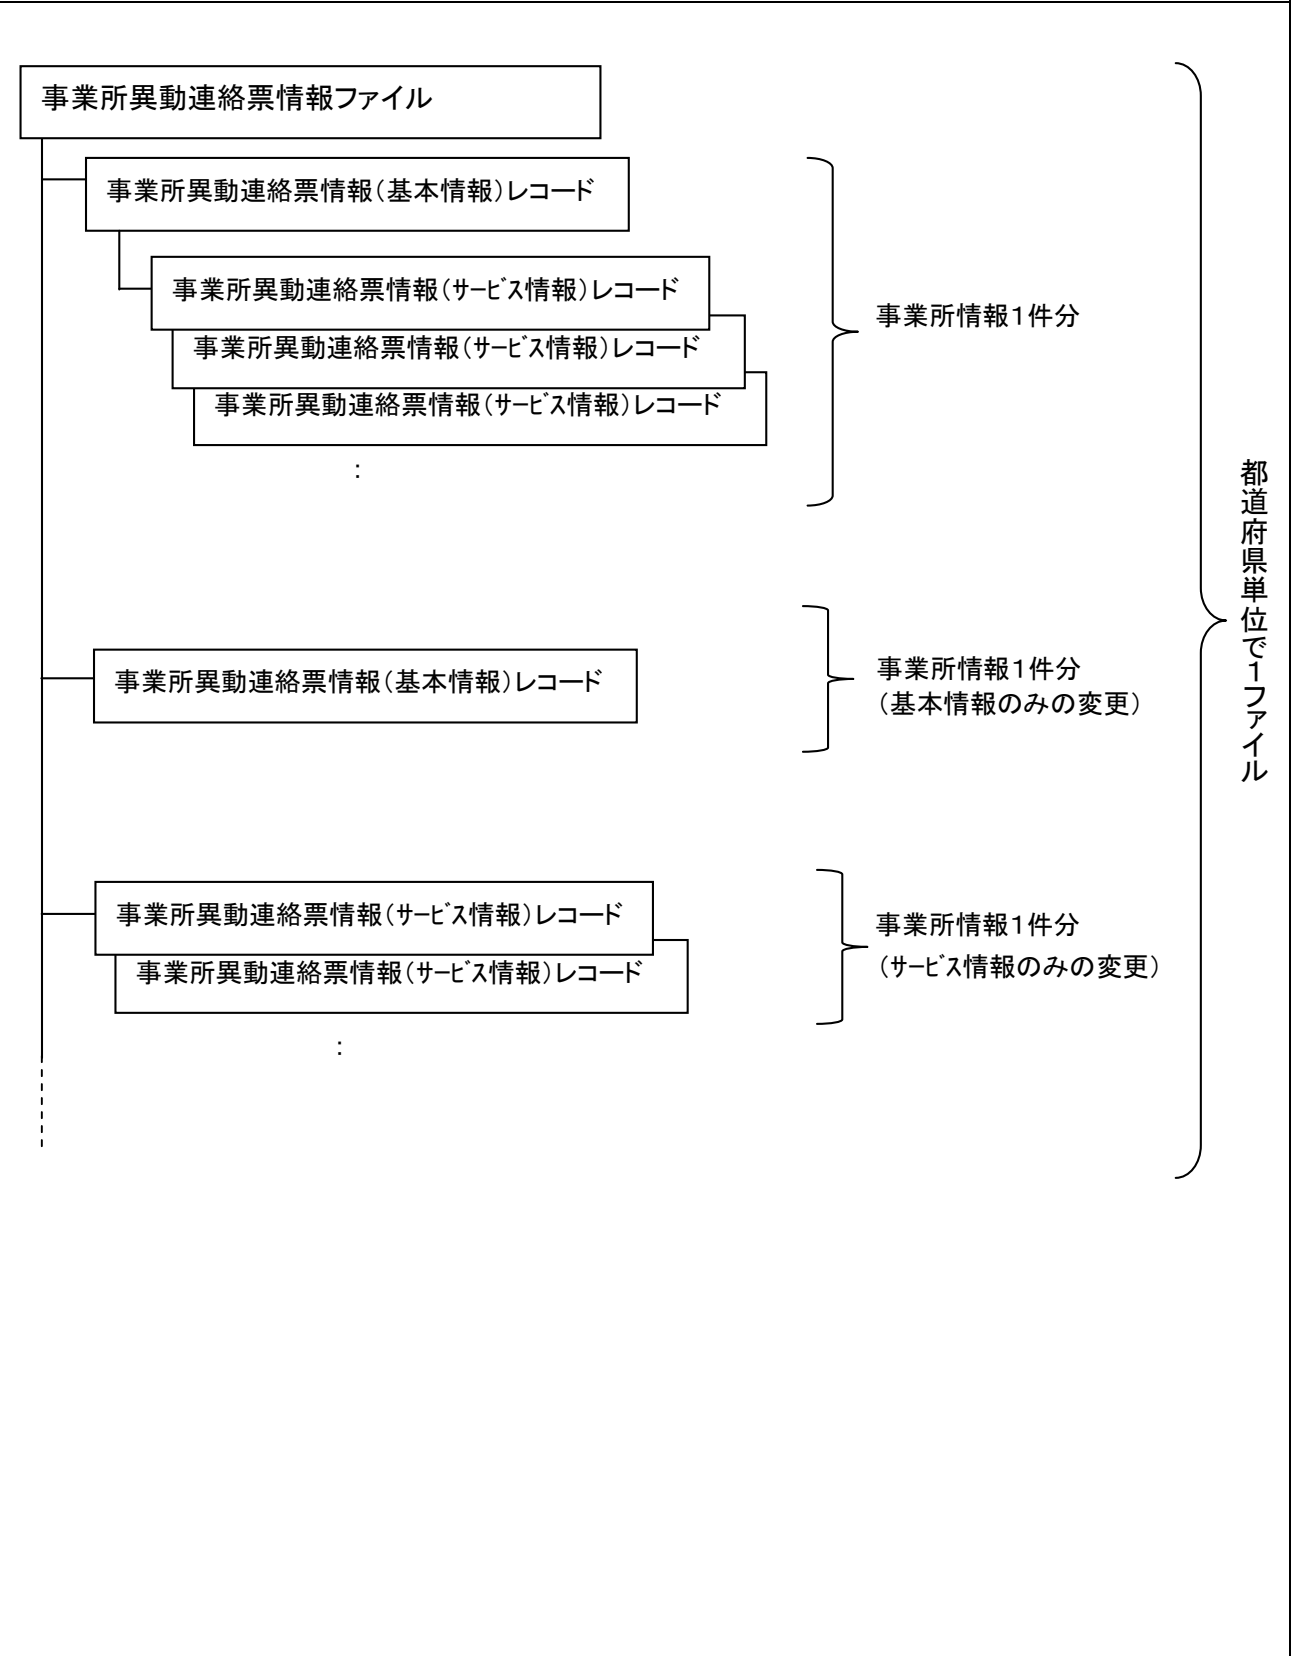 事業所異動連絡票情報ファイル
事業所異動連絡票情報（基本情報）レコード
事業所異動連絡票情報（ｻｰﾋﾞｽ情報）レコード
事業所異動連絡票情報（ｻｰﾋﾞｽ情報）レコード
事業所異動連絡票情報（ｻｰﾋﾞｽ情報）レコード
：
事業所情報１件分
事業所異動連絡票情報（基本情報）レコード
事業所情報１件分
（基本情報のみの変更）
事業所異動連絡票情報（ｻｰﾋﾞｽ情報）レコード
事業所異動連絡票情報（ｻｰﾋﾞｽ情報）レコード
：
事業所情報１件分
（ｻｰﾋﾞｽ情報のみの変更）
都道府県単位で１ファイル